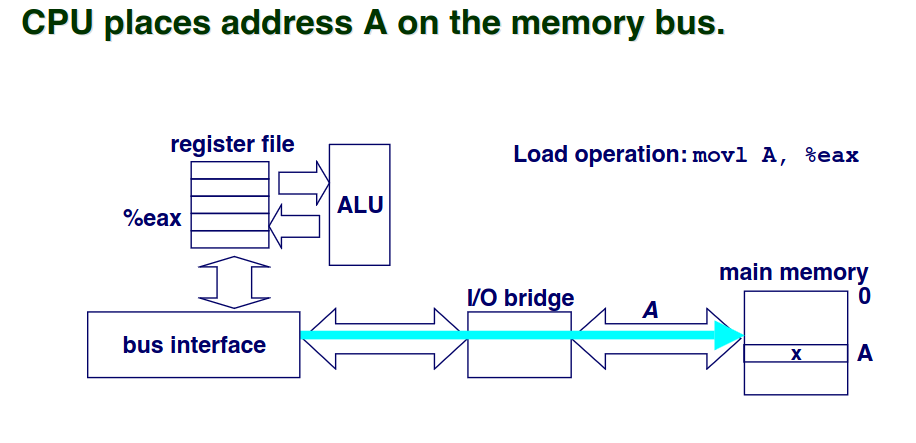 CPU places address A on the memory bus.
register file
Load operation: movl A, %eax
ALU
%eax
main memory
0
I/O bridge
A
bus interface
x
A